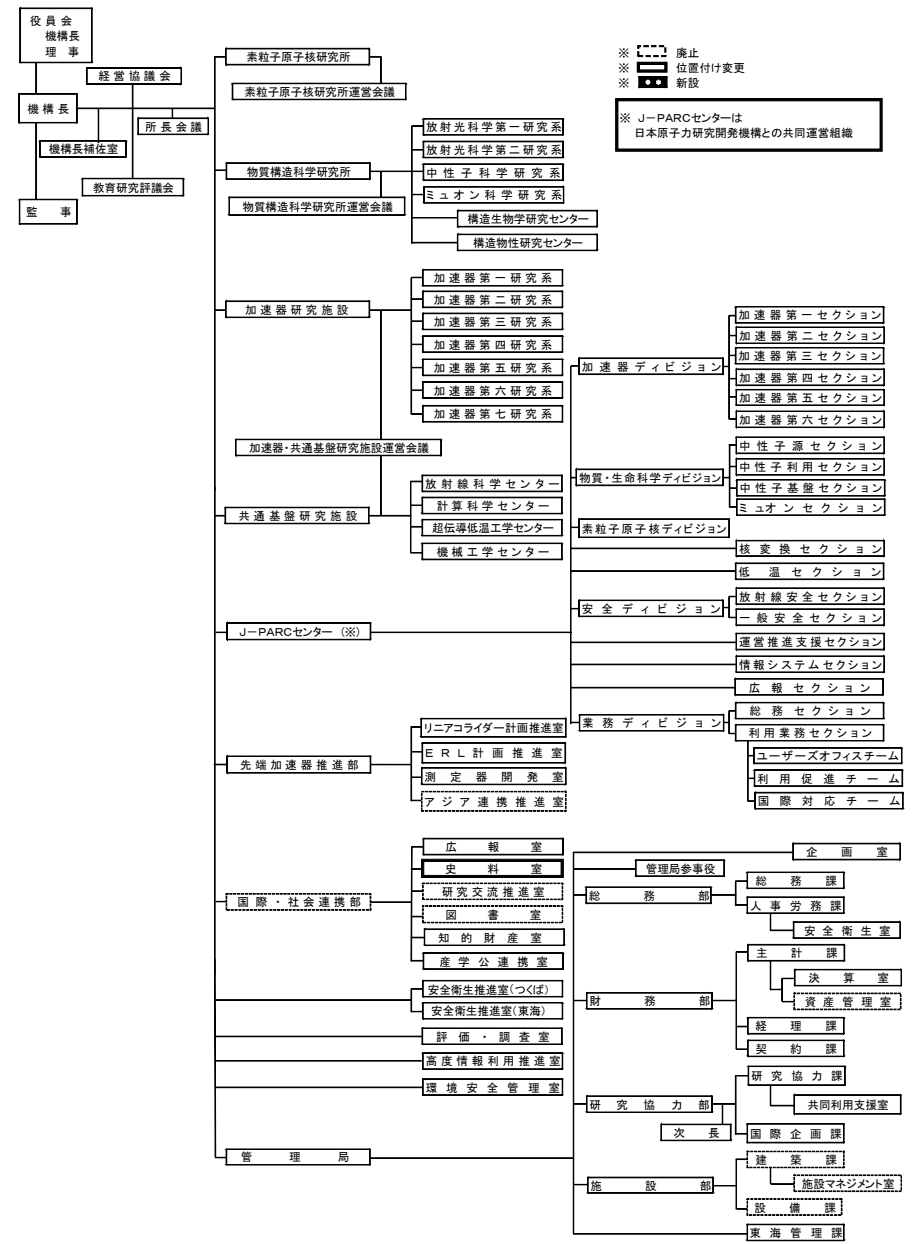 役員会
機構長
理事
経営協議会
機構長
所長会議
機構長補佐室
教育研究評議会
監事
※ 廃止
※ 位置付け変更
※ 新設
※ J－PARCセンターは
日本原子力研究開発機構との共同運営組織
素粒子原子核研究所
素粒子原子核研究所運営会議
物質構造科学研究所
物質構造科学研究所運営会議
放射光科学第一研究系
放射光科学第二研究系
中性子科学研究系
ミュオン科学研究系
構造生物学研究センター
構造物性研究センター
加速器研究施設
加速器第一研究系
加速器第二研究系
加速器第三研究系
加速器第四研究系
加速器第五研究系
加速器第六研究系
加速器第七研究系
加速器・共通基盤研究施設運営会議
共通基盤研究施設
放射線科学センター
計算科学センター
超伝導低温工学センター
機械工学センター
J－PARCセンター（※）
加速器ディビジョン
加速器第一セクション
加速器第二セクション
加速器第三セクション
加速器第四セクション
加速器第五セクション
加速器第六セクション
物質・生命科学ディビジョン
中性子源セクション
中性子利用セクション
中性子基盤セクション
ミュオンセクション
素粒子原子核ディビジョン
核変換セクション
低温セクション
安全ディビジョン
放射線安全セクション
一般安全セクション
運営推進支援セクション
情報システムセクション
広報セクション
業務ディビジョン
総務セクション
利用業務セクション
ユーザーズオフィスチーム
利用促進チーム
国際対応チーム
先端加速器推進部
リニアコライダー計画推進室
ERL計画推進室
測定器開発室
アジア連携推進室
国際・社会連携部
広報室
史料室
研究交流推進室
図書室
知的財産室
産学公連携室
安全衛生推進室（つくば）
安全衛生推進室（東海）
評価・調査室
高度情報利用推進室
環境安全管理室
管理局
企画室
管理局参事役
総務部
総務課
人事労務課
安全衛生室
財務部
主計課
決算室
資産管理室
経理課
契約課
研究協力部
次長
研究協力課
共同利用支援室
国際企画課
施設部
建築課
施設マネジメント室
設備課
東海管理課